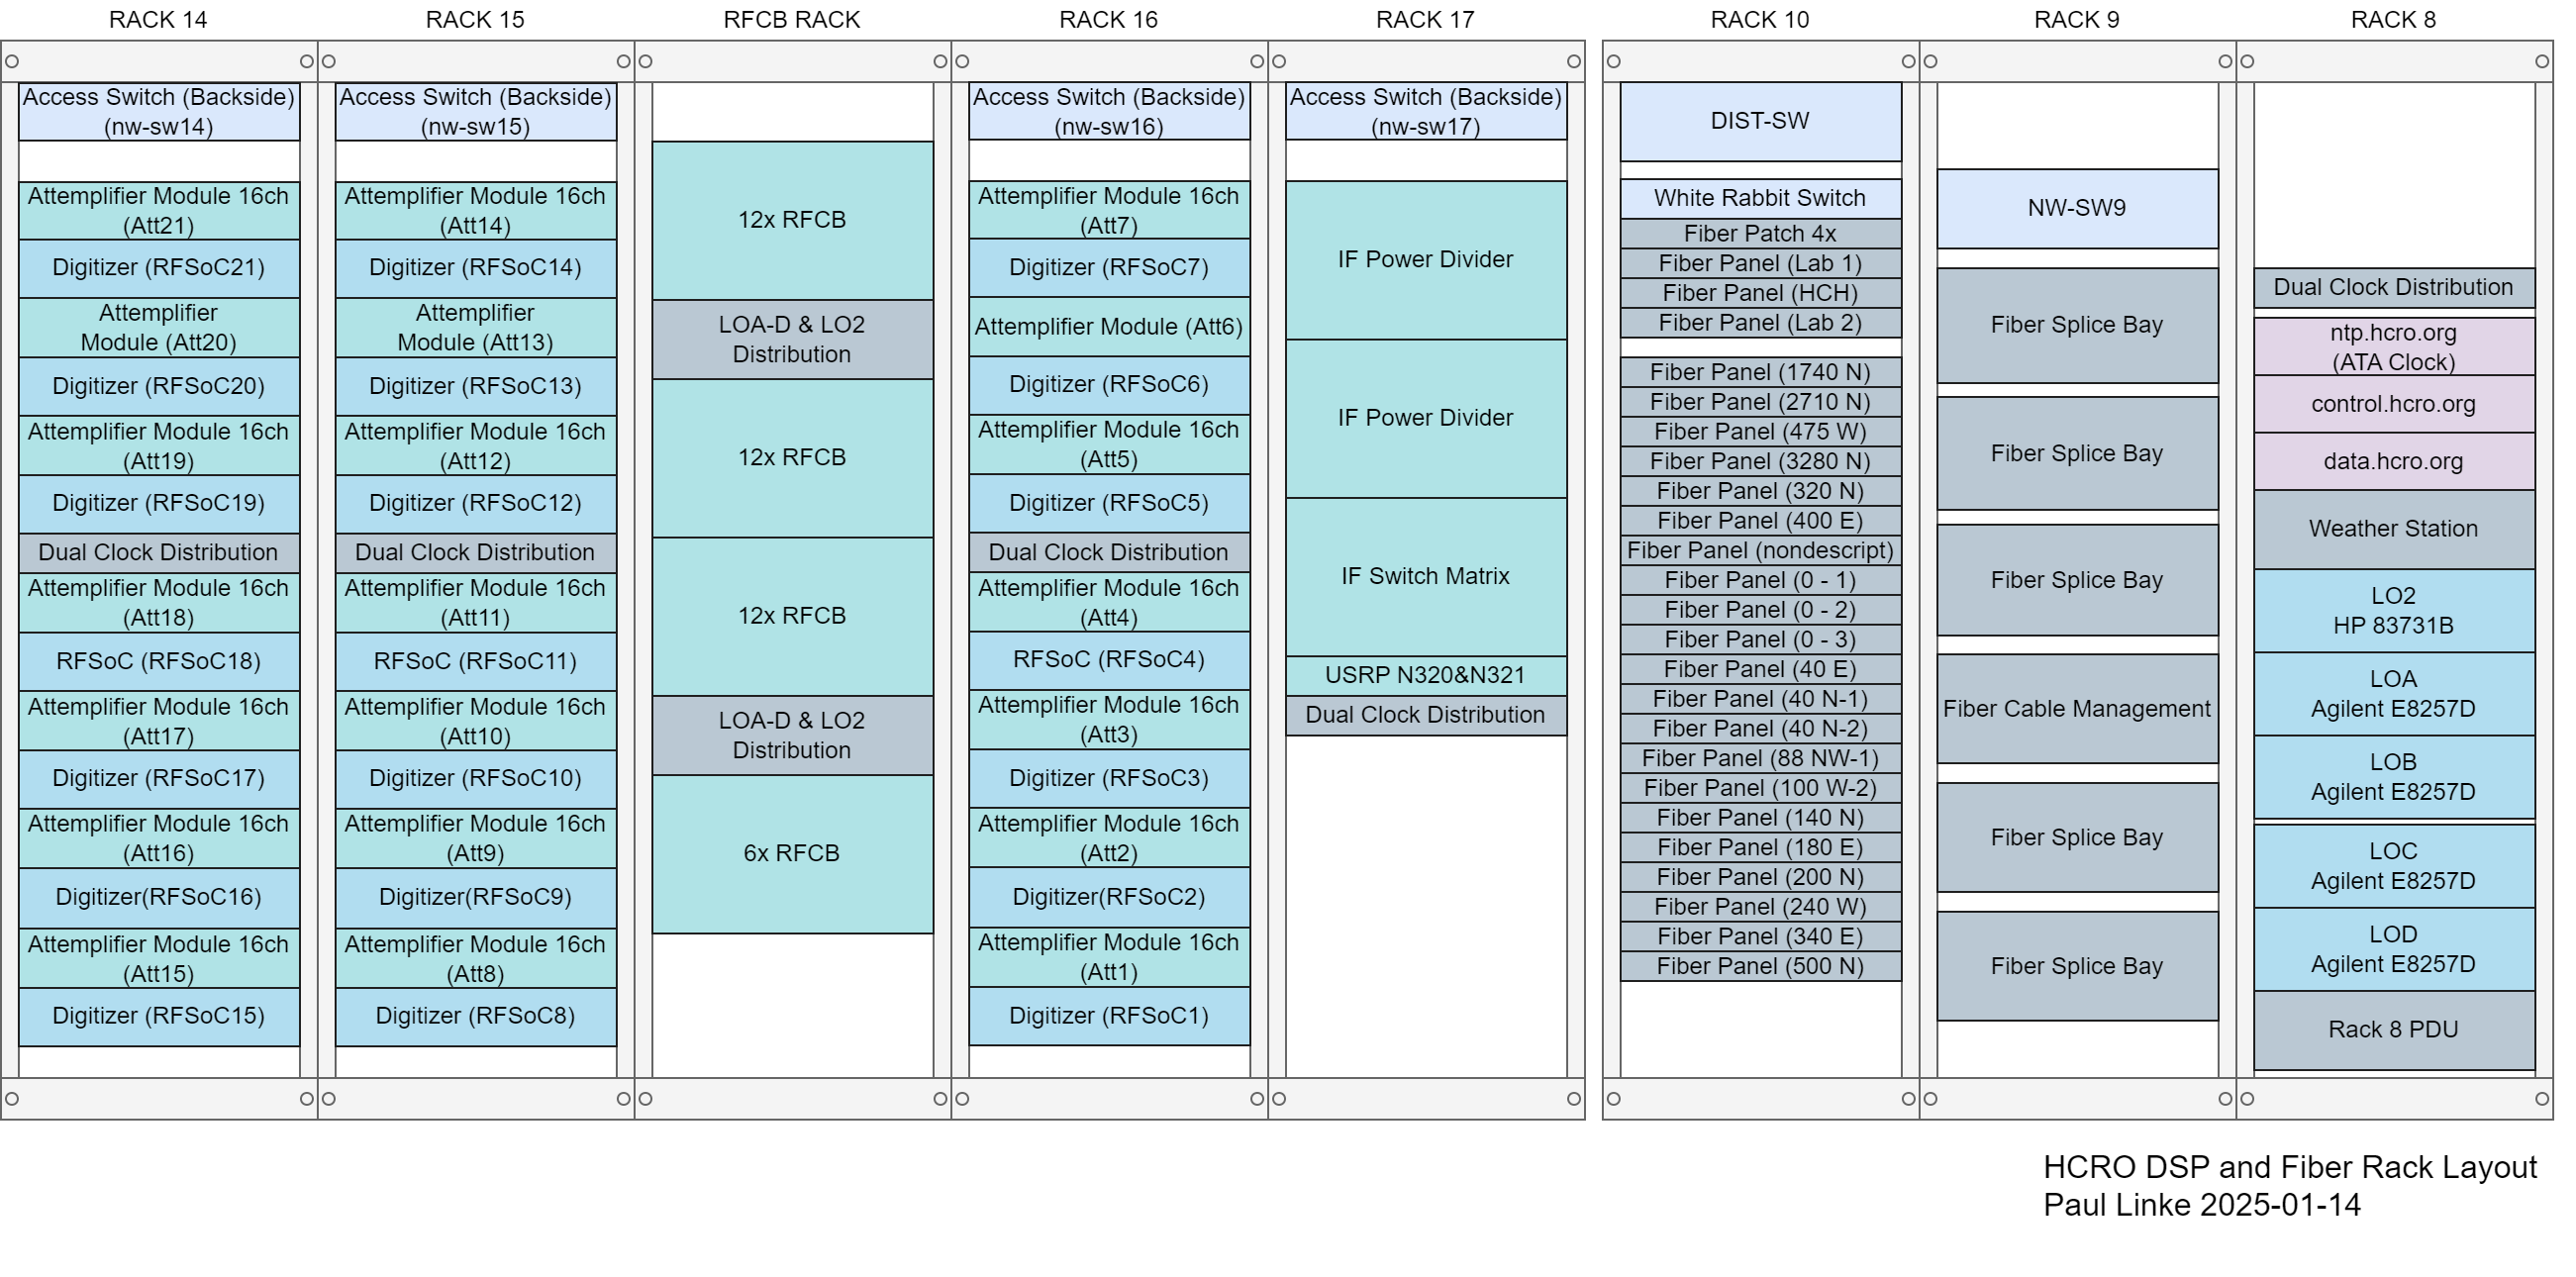 RACK 14
Access Switch (Backside)
(nw-sw14)
Attemplifier Module 16ch
(Att21)
Digitizer (RFSoC21)
Attemplifier
Module (Att20)
Digitizer (RFSoC20)
Attemplifier Module 16ch
(Att19)
Digitizer (RFSoC19)
Dual Clock Distribution
Attemplifier Module 16ch
(Att18)
RFSoC (RFSoC18)
Attemplifier Module 16ch
(Att17)
Digitizer (RFSoC17)
Attemplifier Module 16ch
(Att16)
Digitizer(RFSoC16)
Attemplifier Module 16ch
(Att15)
Digitizer (RFSoC15)
RACK 15
Access Switch (Backside)
(nw-sw15)
Attemplifier Module 16ch
(Att14)
Digitizer (RFSoC14)
Attemplifier
Module (Att13)
Digitizer (RFSoC13)
Attemplifier Module 16ch
(Att12)
Digitizer (RFSoC12)
Dual Clock Distribution
Attemplifier Module 16ch
(Att11)
RFSoC (RFSoC11)
Attemplifier Module 16ch
(Att10)
Digitizer (RFSoC10)
Attemplifier Module 16ch
(Att9)
Digitizer(RFSoC9)
Attemplifier Module 16ch
(Att8)
Digitizer (RFSoC8)
RFCB RACK
12x RFCB
LOA-D & LO2
Distribution
12x RFCB
12x RFCB
LOA-D & LO2
Distribution
6x RFCB
RACK 16
Access Switch (Backside)
(nw-sw16)
Attemplifier Module 16ch
(Att7)
Digitizer (RFSoC7)
Attemplifier Module (Att6)
Digitizer (RFSoC6)
Attemplifier Module 16ch
(Att5)
Digitizer (RFSoC5)
Dual Clock Distribution
Attemplifier Module 16ch
(Att4)
RFSoC (RFSoC4)
Attemplifier Module 16ch
(Att3)
Digitizer (RFSoC3)
Attemplifier Module 16ch
(Att2)
Digitizer(RFSoC2)
Attemplifier Module 16ch
(Att1)
Digitizer (RFSoC1)
RACK 17
Access Switch (Backside)
(nw-sw17)
IF Power Divider
IF Power Divider
IF Switch Matrix
USRP N320&N321
Dual Clock Distribution
RACK 10
DIST-SW
White Rabbit Switch
Fiber Patch 4x
Fiber Panel (Lab 1)
Fiber Panel (HCH)
Fiber Panel (Lab 2)
Fiber Panel (1740 N)
Fiber Panel (2710 N)
Fiber Panel (475 W)
Fiber Panel (3280 N)
Fiber Panel (320 N)
Fiber Panel (400 E)
Fiber Panel (nondescript)
Fiber Panel (0 - 1)
Fiber Panel (0 - 2)
Fiber Panel (0 - 3)
Fiber Panel (40 E)
Fiber Panel (40 N-1)
Fiber Panel (40 N-2)
Fiber Panel (88 NW-1)
Fiber Panel (100 W-2)
Fiber Panel (140 N)
Fiber Panel (180 E)
Fiber Panel (200 N)
Fiber Panel (240 W)
Fiber Panel (340 E)
Fiber Panel (500 N)
RACK 9
NW-SW9
Fiber Splice Bay
Fiber Splice Bay
Fiber Splice Bay
Fiber Cable Management
Fiber Splice Bay
Fiber Splice Bay
RACK 8
Dual Clock Distribution
ntp.hcro.org
(ATA Clock)
control.hcro.org
data.hcro.org
Weather Station
LO2
HP 83731B
LOA
Agilent E8257D
LOB
Agilent E8257D
LOC
Agilent E8257D
LOD
Agilent E8257D
Rack 8 PDU
HCRO DSP and Fiber Rack Layout
Paul Linke 2025-01-14